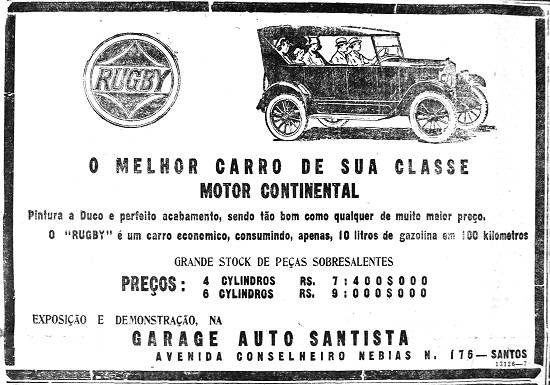 RUGBY
O MELHOR CARRO DE SUA CLASSE
MOTOR CONTINENTAL
Pintura a Duco e perfeito acabamento, sendo tão bom como qualquer de muito maior preço.
O "RUGBY" é um carro economico, consumindo, apenas, 10 litros de gazolina em 100 kilometros
GRANDE STOCK DE PEÇAS SOBRESALENTES
PREÇOS: 4 CYLINDROS RS. 7:400$000
6 CYLINDROS RS. 9:000$000
EXPOSIÇÃO E DEMONSTRAÇÃO, NA
GARAGE AUTO SANTISTA
AVENIDA CONSELHEIRO NEBIAS N. 176—SANTOS